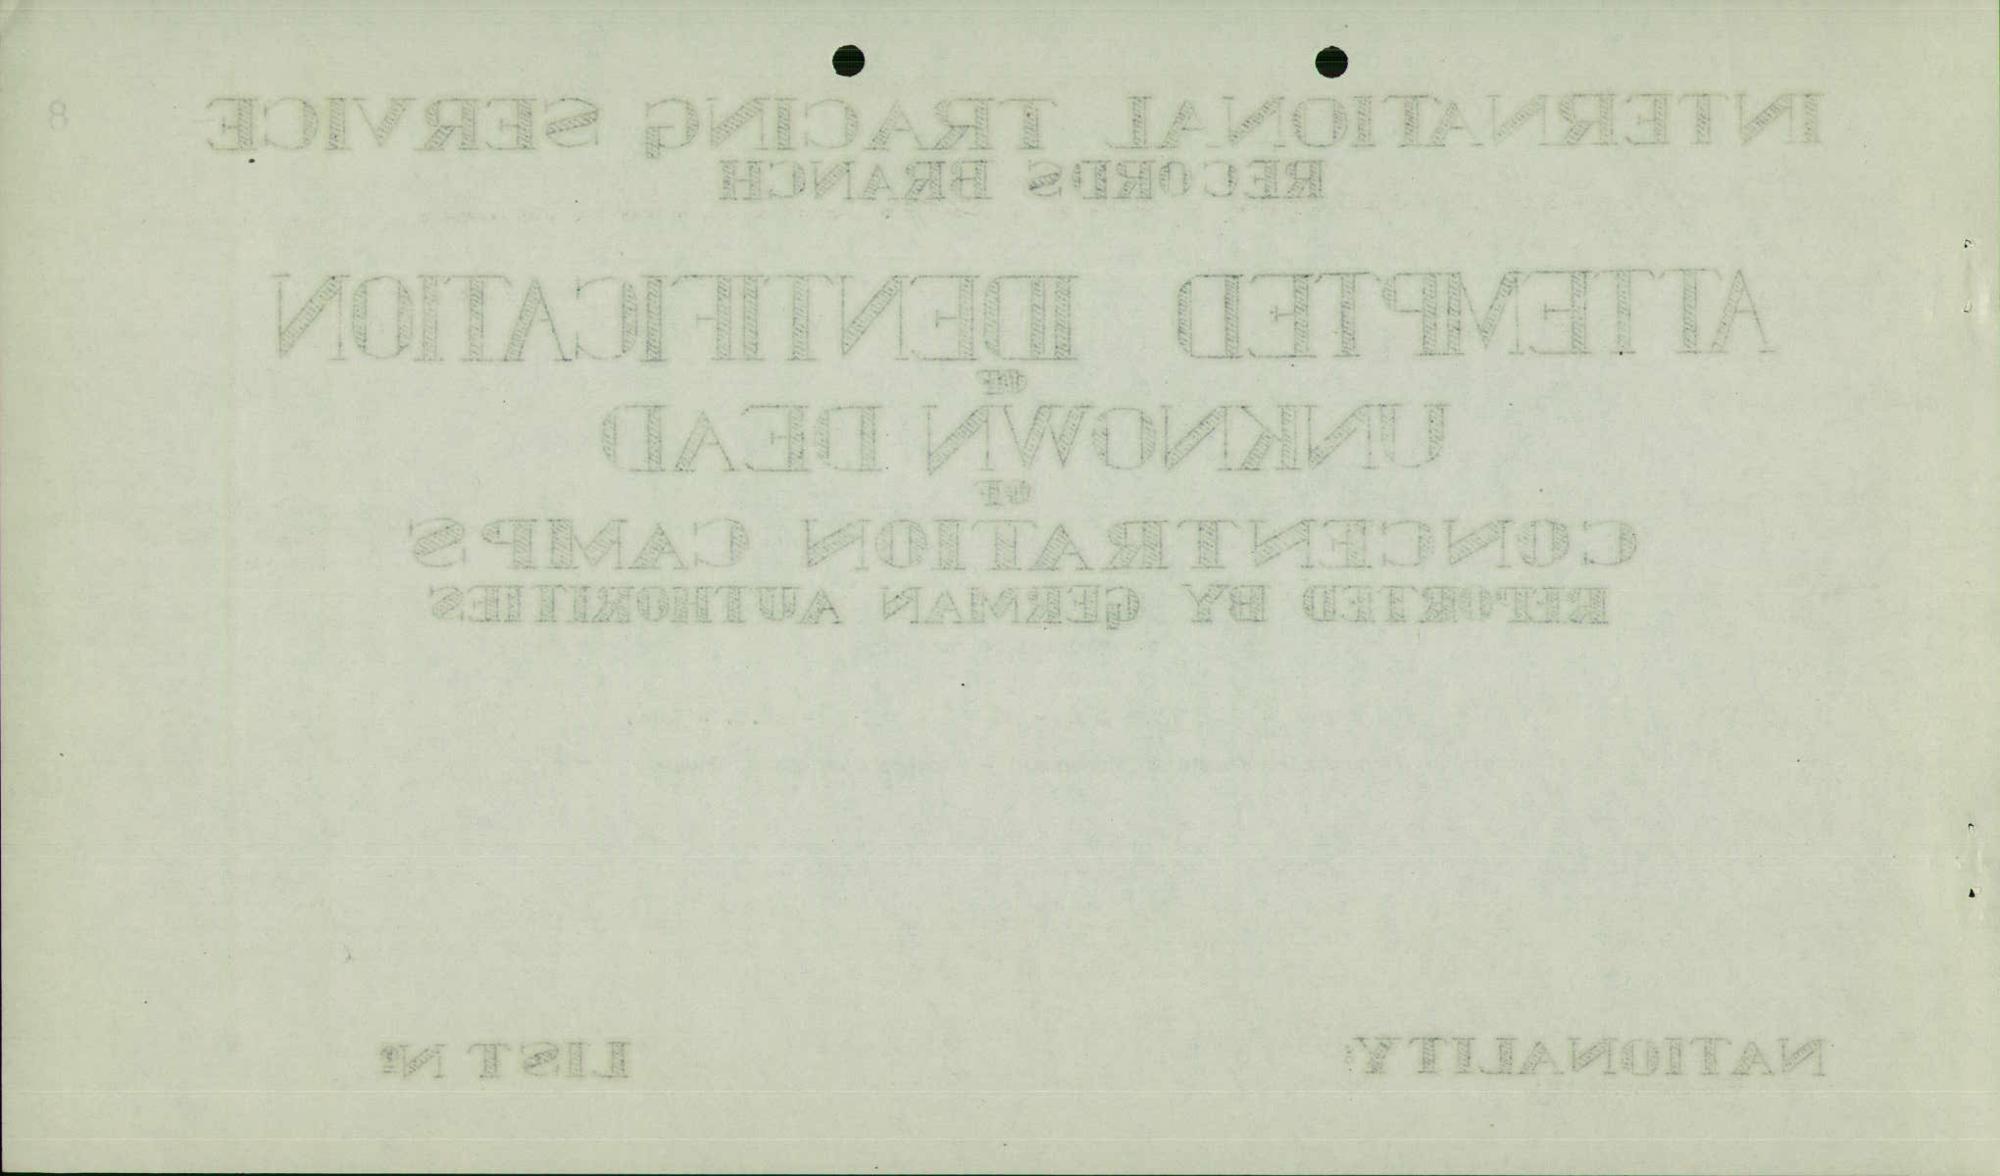 INTERNATIONAL TRACING SERVICE
RECORDS BRANCH
ATTEMPTED IDENTIFICATION
OF
UNKNOWN DEAD
OF
CONCENTRATION CAMPS
REPORTED BY GERMAN AUTHORITIES
NATIONALITY: LIST Nº
8